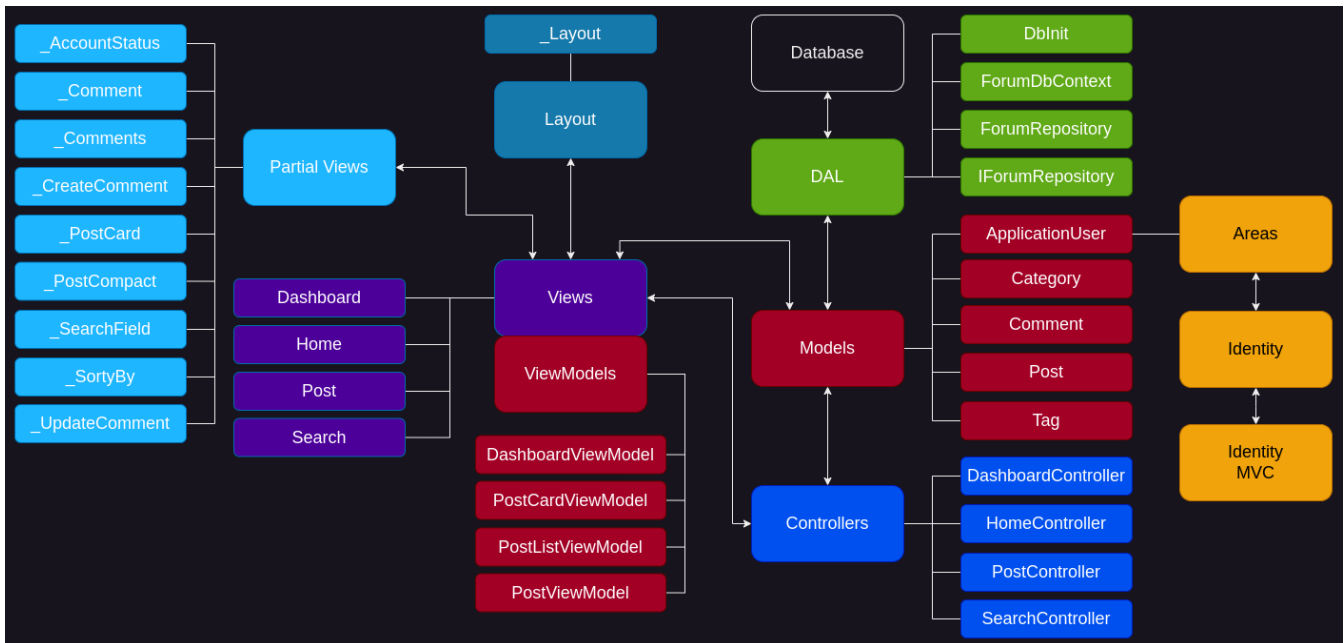 _AccountStatus
_Comment
_Comments
_CreateComment
_PostCard
_PostCompact
_SearchField
_SortyBy
_UpdateComment
Partial Views
_Layout
Layout
Dashboard
Home
Post
Search
Views
ViewModels
DashboardViewModel
PostCardViewModel
PostListViewModel
PostViewModel
Database
DAL
Models
Controllers
DbInit
ForumDbContext
ForumRepository
IForumRepository
ApplicationUser
Category
Comment
Post
Tag
DashboardController
HomeController
PostController
SearchController
Areas
Identity
Identity
MVC